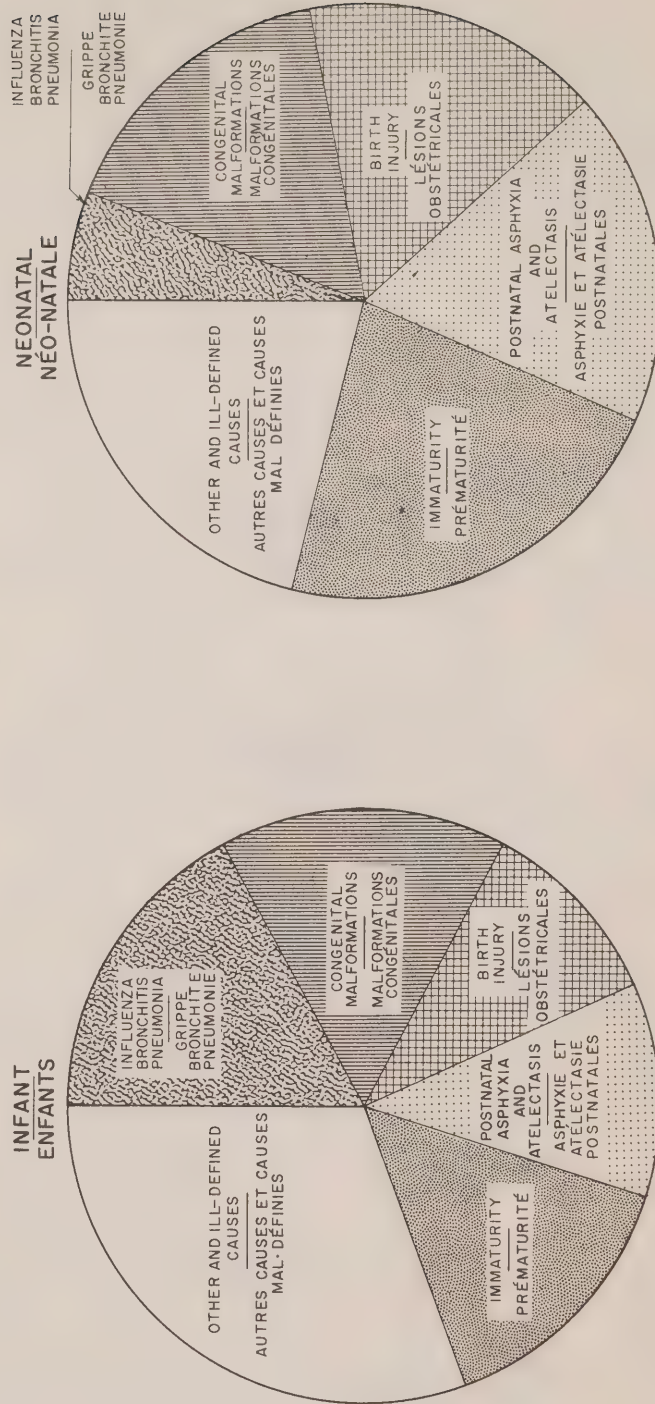 INFANT
ENFANTS
INFLUENZA
BRONCHITIS
PNEUMONIA
GRIPPE
BRONCHITE
PNEUMONIE
CONGENITAL
MALFORMATIONS
MALFORMATIONS
CONGÉNITALES
BIRTH
INJURY
LÉSIONS
OBSTÉTRICALES
POSTNATAL
ASPHYXIA
AND
ATELECTASIS
ASPHYXIE ET
ATÉLECTASIE
POSTNATALES
IMMATURITY
PRÉMATURITÉ
OTHER AND ILL-DEFINED
CAUSES
AUTRES CAUSES ET CAUSES
MAL-DÉFINIES
NEONATAL
NÉO-NATALE
INFLUENZA
BRONCHITIS
PNEUMONIA
GRIPPE
BRONCHITE
PNEUMONIE
CONGENITAL
MALFORMATIONS
MALFORMATIONS
CONGÉNITALES
BIRTH
INJURY
LÉSIONS
OBSTÉTRICALES
POSTNATAL ASPHYXIA
AND
ATELECTASIS
ASPHYXIE ET ATÉLECTASIE
POSTNATALES
IMMATURITY
PRÉMATURITÉ
OTHER AND ILL-DEFINED
CAUSES
AUTRES CAUSES ET CAUSES
MAL DÉFINIES